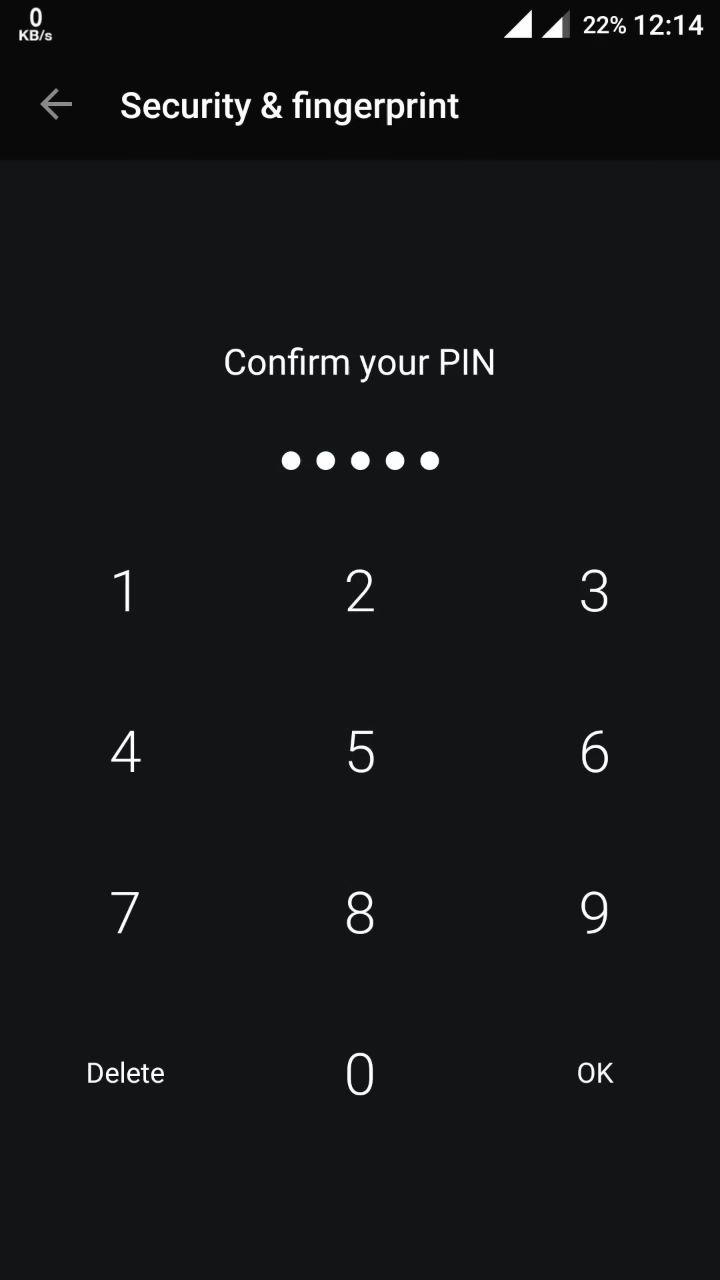 0
KB/s
22% 12:14
Security & fingerprint
Confirm your PIN
1 2 3
4 5 6
7 8 9
Delete 0 OK